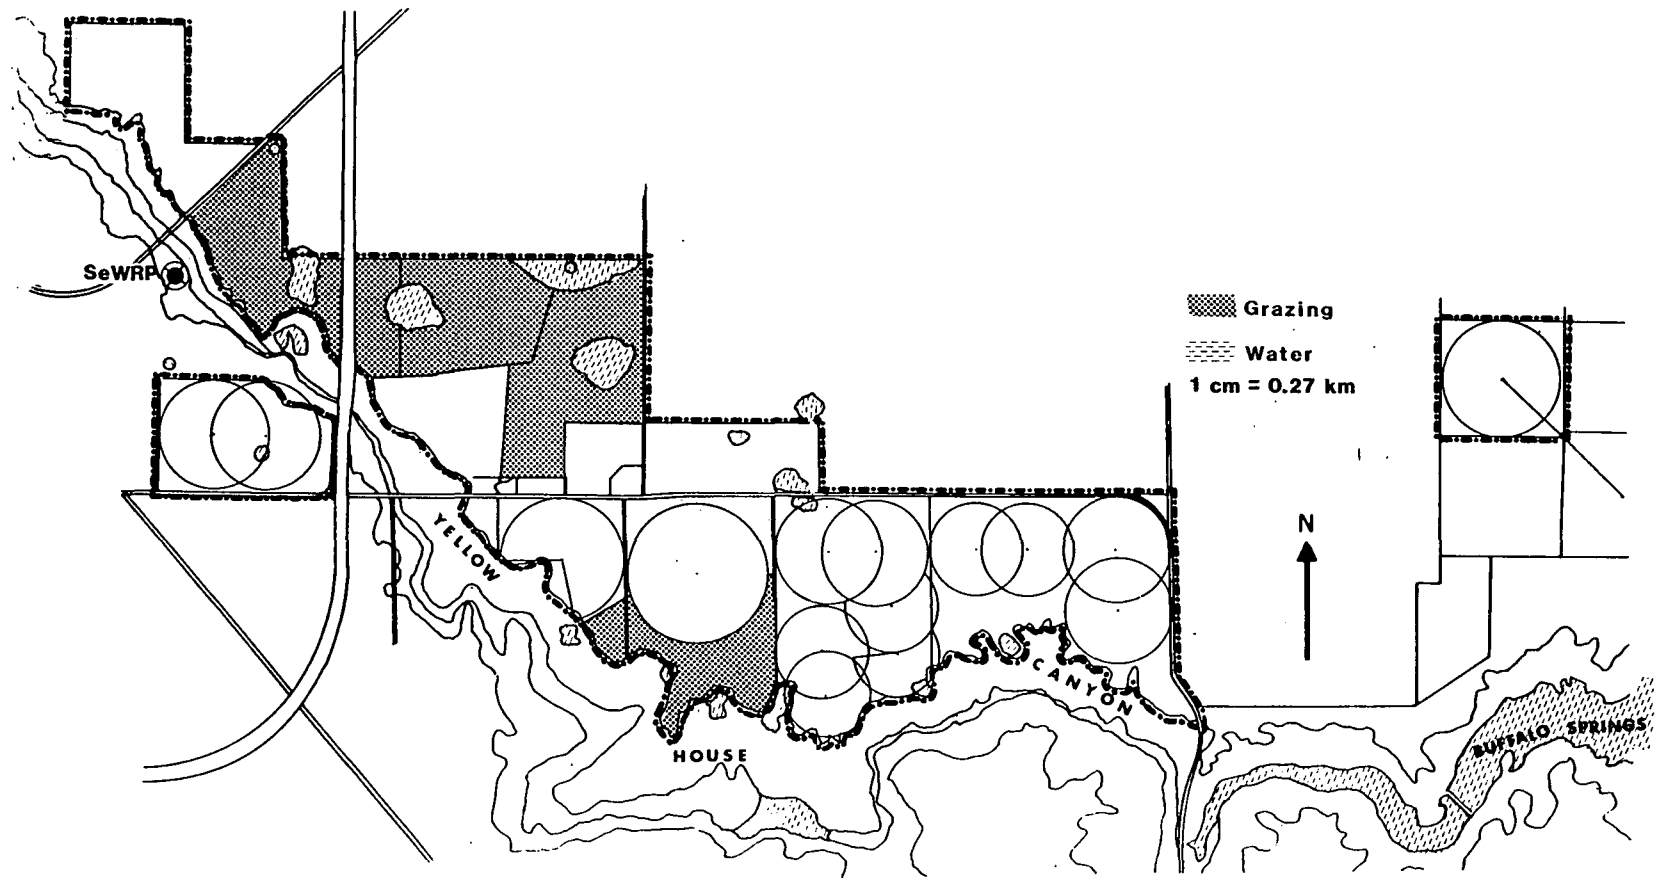 SeWRP
Grazing
Water
1 cm = 0.27 km
N
YELLOW
HOUSE
CANYON
BUFFALO SPRINGS